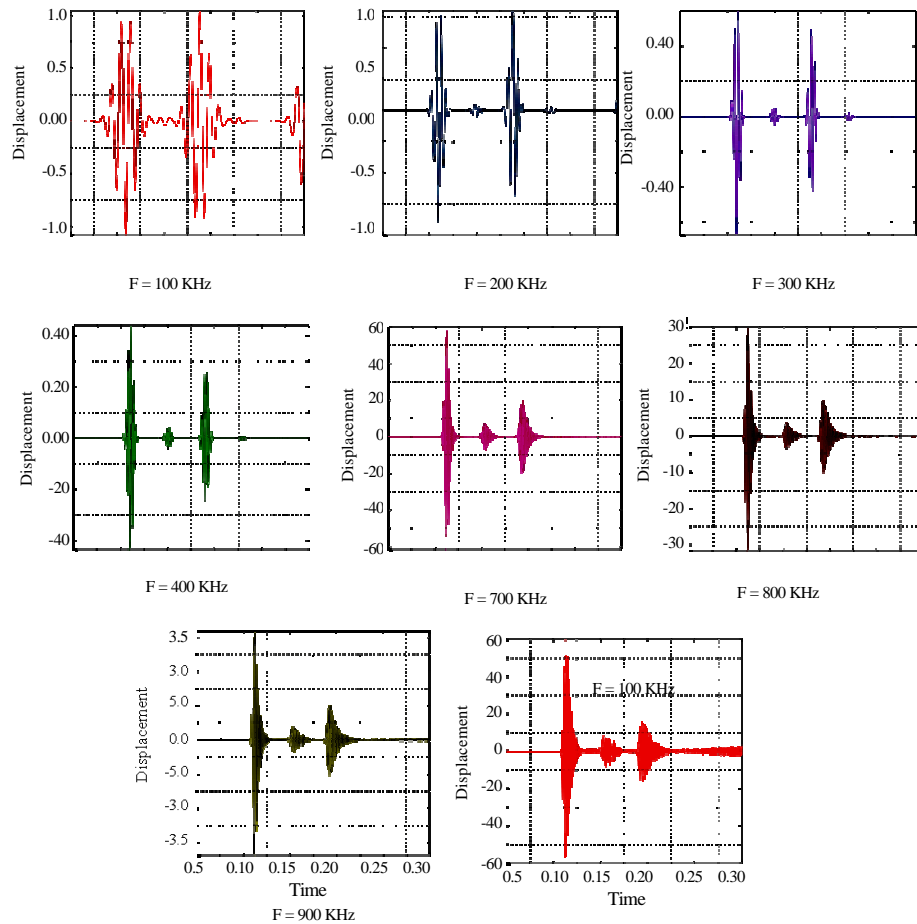 1.0
0.5
0.00
-0.5
-1.0
Displacement
F = 100 KHz
1.0
0.5
0.00
-0.5
-1.0
Displacement
F = 200 KHz
0.60
0.00
-0.40
Displacement
F = 300 KHz
0.40
0.20
0.00
-20
-40
Displacement
F = 400 KHz
60
40
20
0
-20
-40
-60
Displacement
F = 700 KHz
30
20
10
0
-10
-20
-30
Displacement
F = 800 KHz
3.5
3.0
5.0
0.0
-5.0
-3.0
-3.5
Displacement
0.5 0.10 0.15 0.20 0.25 0.30
Time
F = 900 KHz
60
40
20
0
-20
-40
-60
Displacement
F = 100 KHz
0.5 0.10 0.15 0.20 0.25 0.30
Time